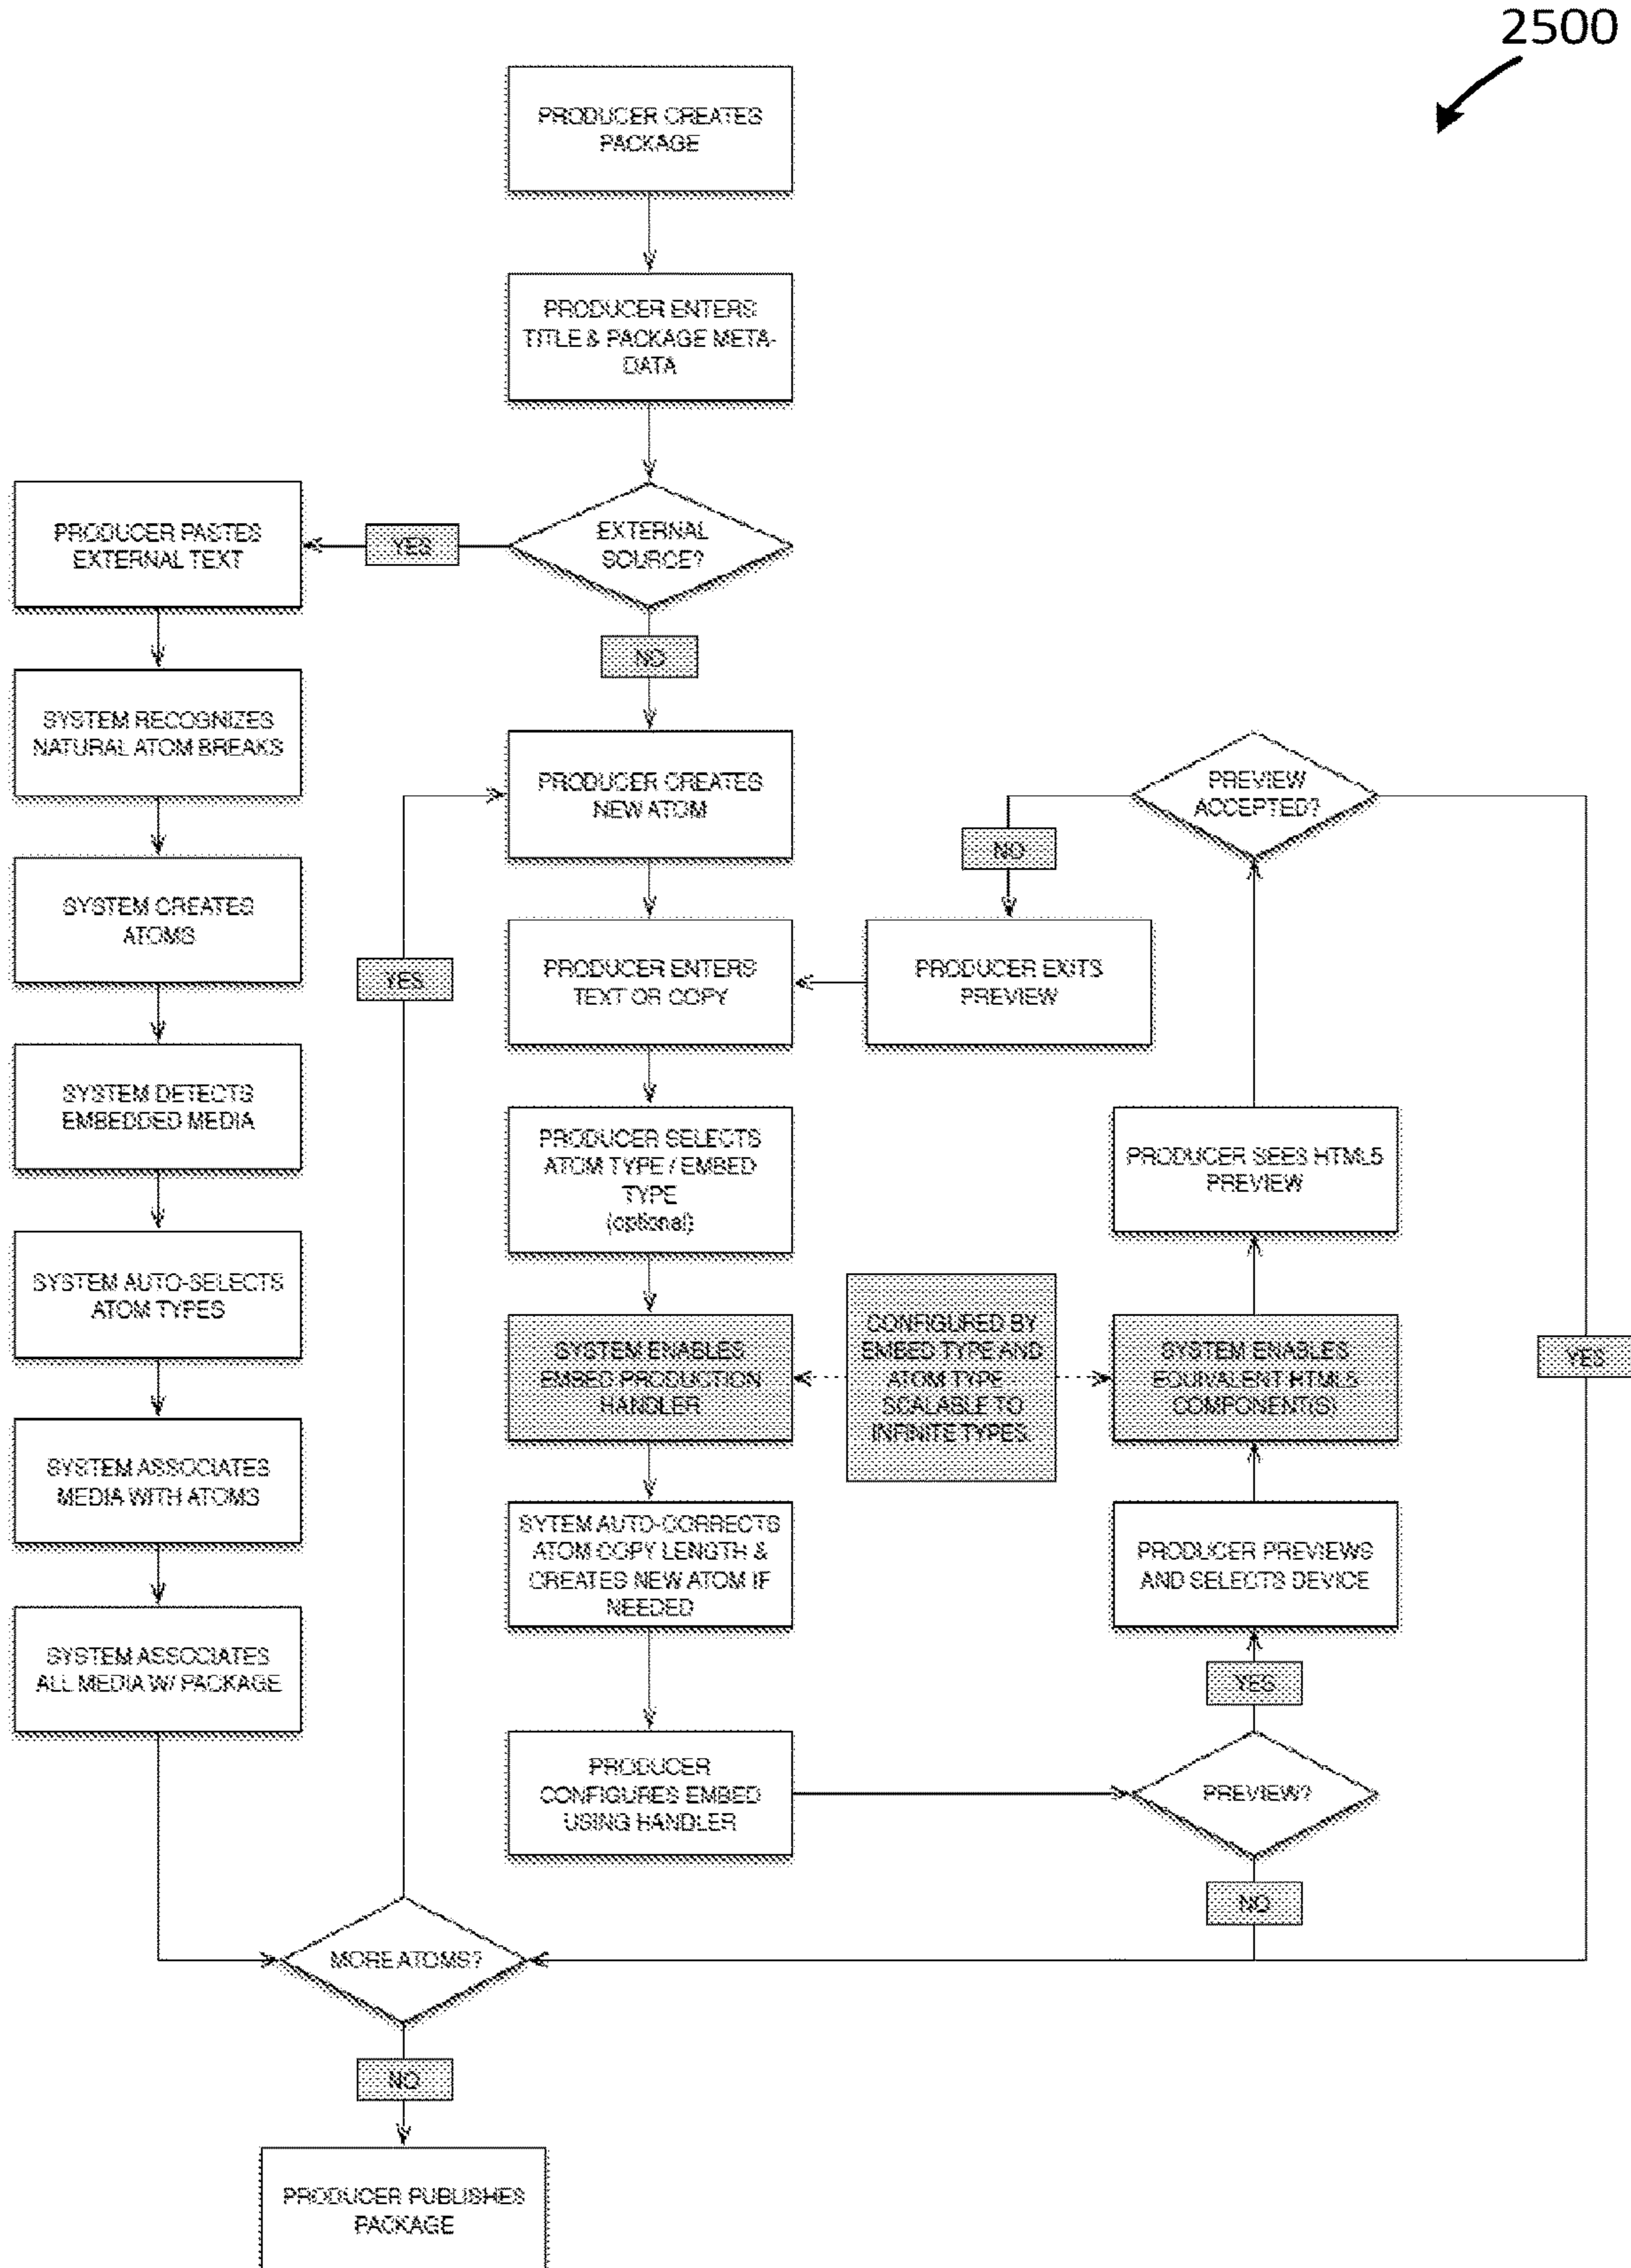 2500
PRODUCER CREATES
PACKAGE
PRODUCER ENTERS
TITLE & PACKAGE META-
DATA
EXTERNAL
SOURCE?
YES
NO
PRODUCER PASTES
EXTERNAL TEXT
SYSTEM RECOGNIZES
NATURAL ATOM BREAKS
SYSTEM CREATES
ATOMS
SYSTEM DETECTS
EMBEDDED MEDIA
SYSTEM AUTO-SELECTS
ATOM TYPES
SYSTEM ASSOCIATES
MEDIA WITH ATOMS
SYSTEM ASSOCIATES
ALL MEDIA W/ PACKAGE
PRODUCER CREATES
NEW ATOM
PRODUCER ENTERS
TEXT OR COPY
PRODUCER SELECTS
ATOM TYPE / EMBED
TYPE
(optional)
SYSTEM ENABLES
EMBED PRODUCTION
HANDLER
SYTEM AUTO-CORRECTS
ATOM COPY LENGTH &
CREATES NEW ATOM IF
NEEDED
PRODUCER
CONFIGURES EMBED
USING HANDLER
CONFIGURED BY
EMBED TYPE AND
ATOM TYPE
SCALABLE TO
INFINITE TYPES
PREVIEW?
YES
NO
PRODUCER PREVIEWS
AND SELECTS DEVICE
SYSTEM ENABLES
EQUIVALENT HTML5
COMPONENT(S)
PRODUCER SEES HTML5
PREVIEW
PREVIEW
ACCEPTED?
NO
PRODUCER EXITS
PREVIEW
YES
MORE ATOMS?
YES
NO
PRODUCER PUBLISHES
PACKAGE